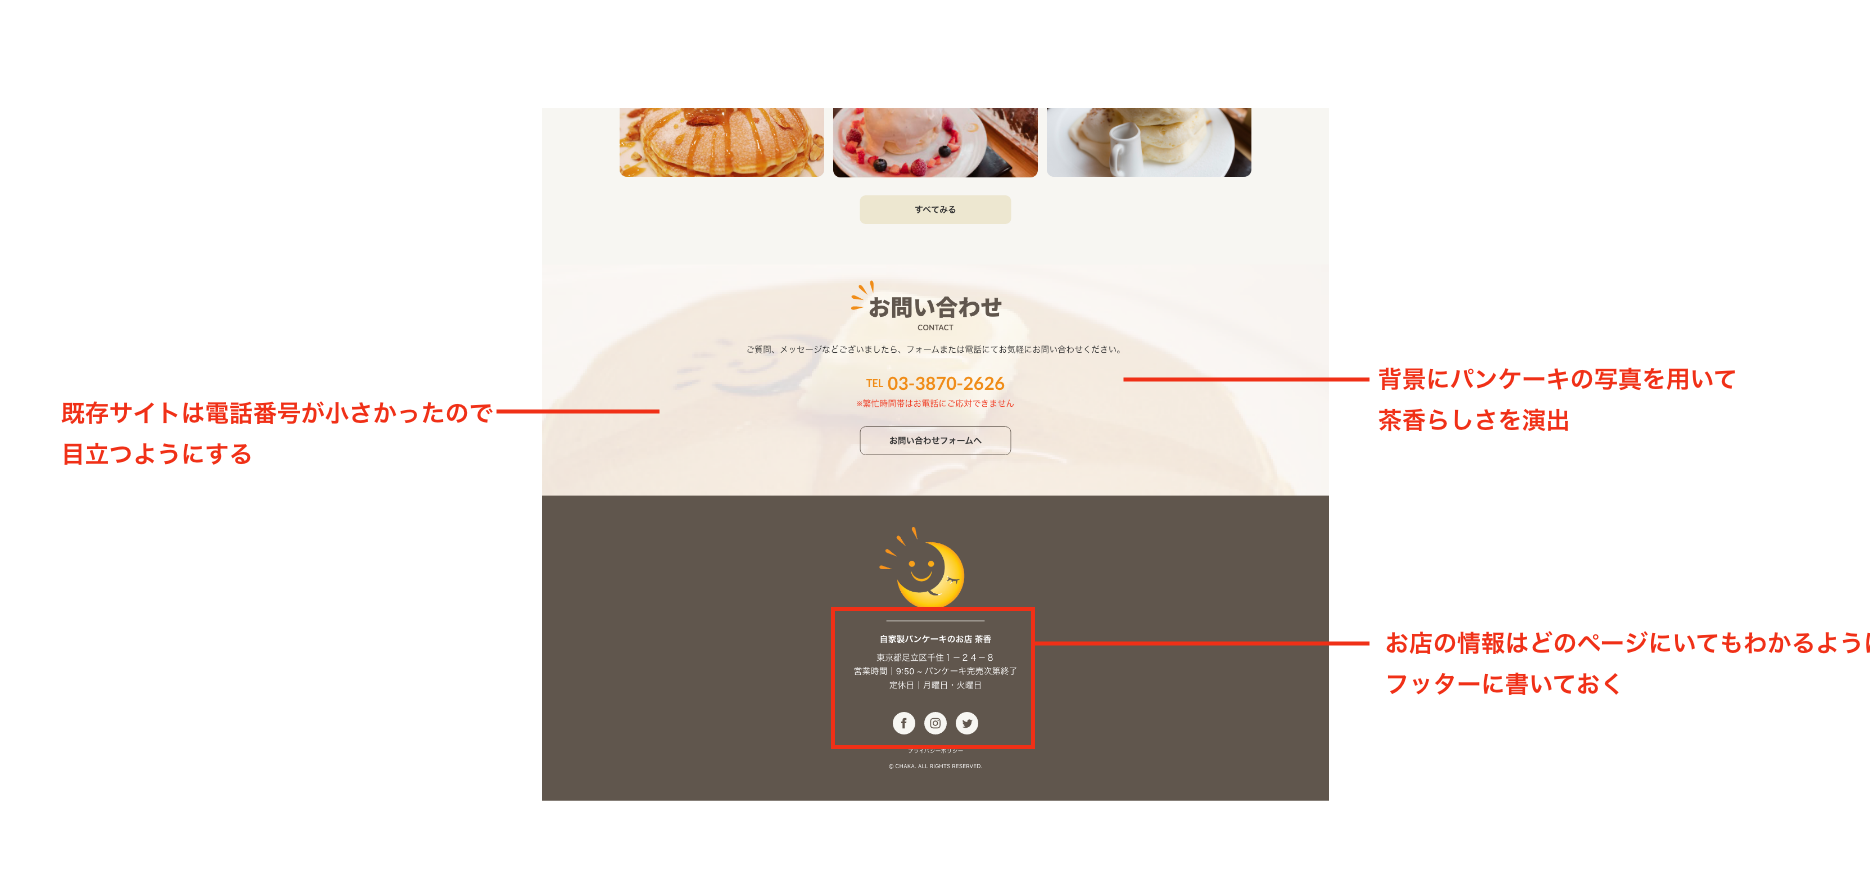 すべてみる
お問い合わせ
CONTACT
ご質問、メッセージなどございましたら、フォームまたは電話にてお気軽にお問い合わせください。
TEL 03-3870-2626
※繁忙時間帯はお電話にご応対できません
お問い合わせフォームへ
既存サイトは電話番号が小さかったので
目立つようにする
背景にパンケーキの写真を用いて
茶香らしさを演出
自家製パンケーキのお店 茶香
東京都足立区千住１−２４−８
営業時間｜9:50 ~ パンケーキ完売次第終了
定休日｜月曜日・火曜日
プライバシーポリシー
© CHAKA. ALL RIGHTS RESERVED.
お店の情報はどのページにいてもわかるように
フッターに書いておく